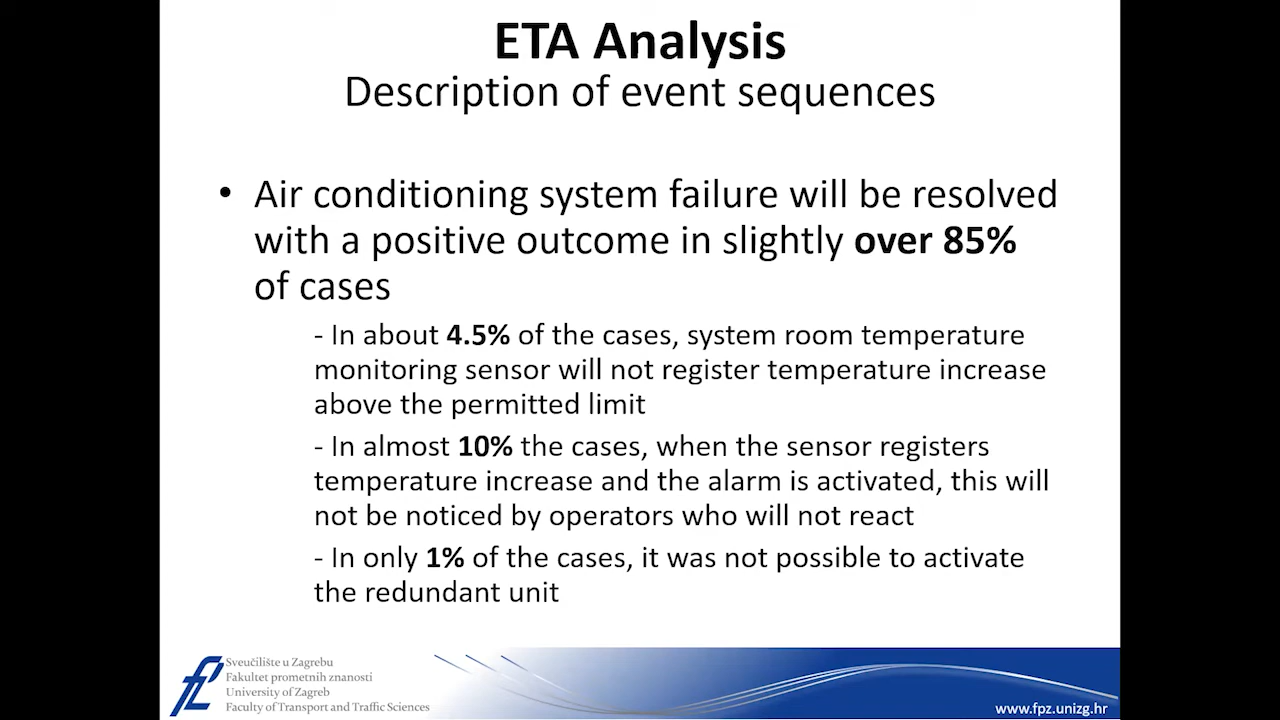 ETA Analysis
Description of event sequences
• Air conditioning system failure will be resolved
with a positive outcome in slightly over 85%
of cases
- In about 4.5% of the cases, system room temperature
monitoring sensor will not register temperature increase
above the permitted limit
- In almost 10% the cases, when the sensor registers
temperature increase and the alarm is activated, this will
not be noticed by operators who will not react
- In only 1% of the cases, it was not possible to activate
the redundant unit
Sveučilište u Zagrebu
Fakultet prometnih znanosti
University of Zagreb
Faculty of Transport and Traffic Sciences
www.fpz.unizg.hr